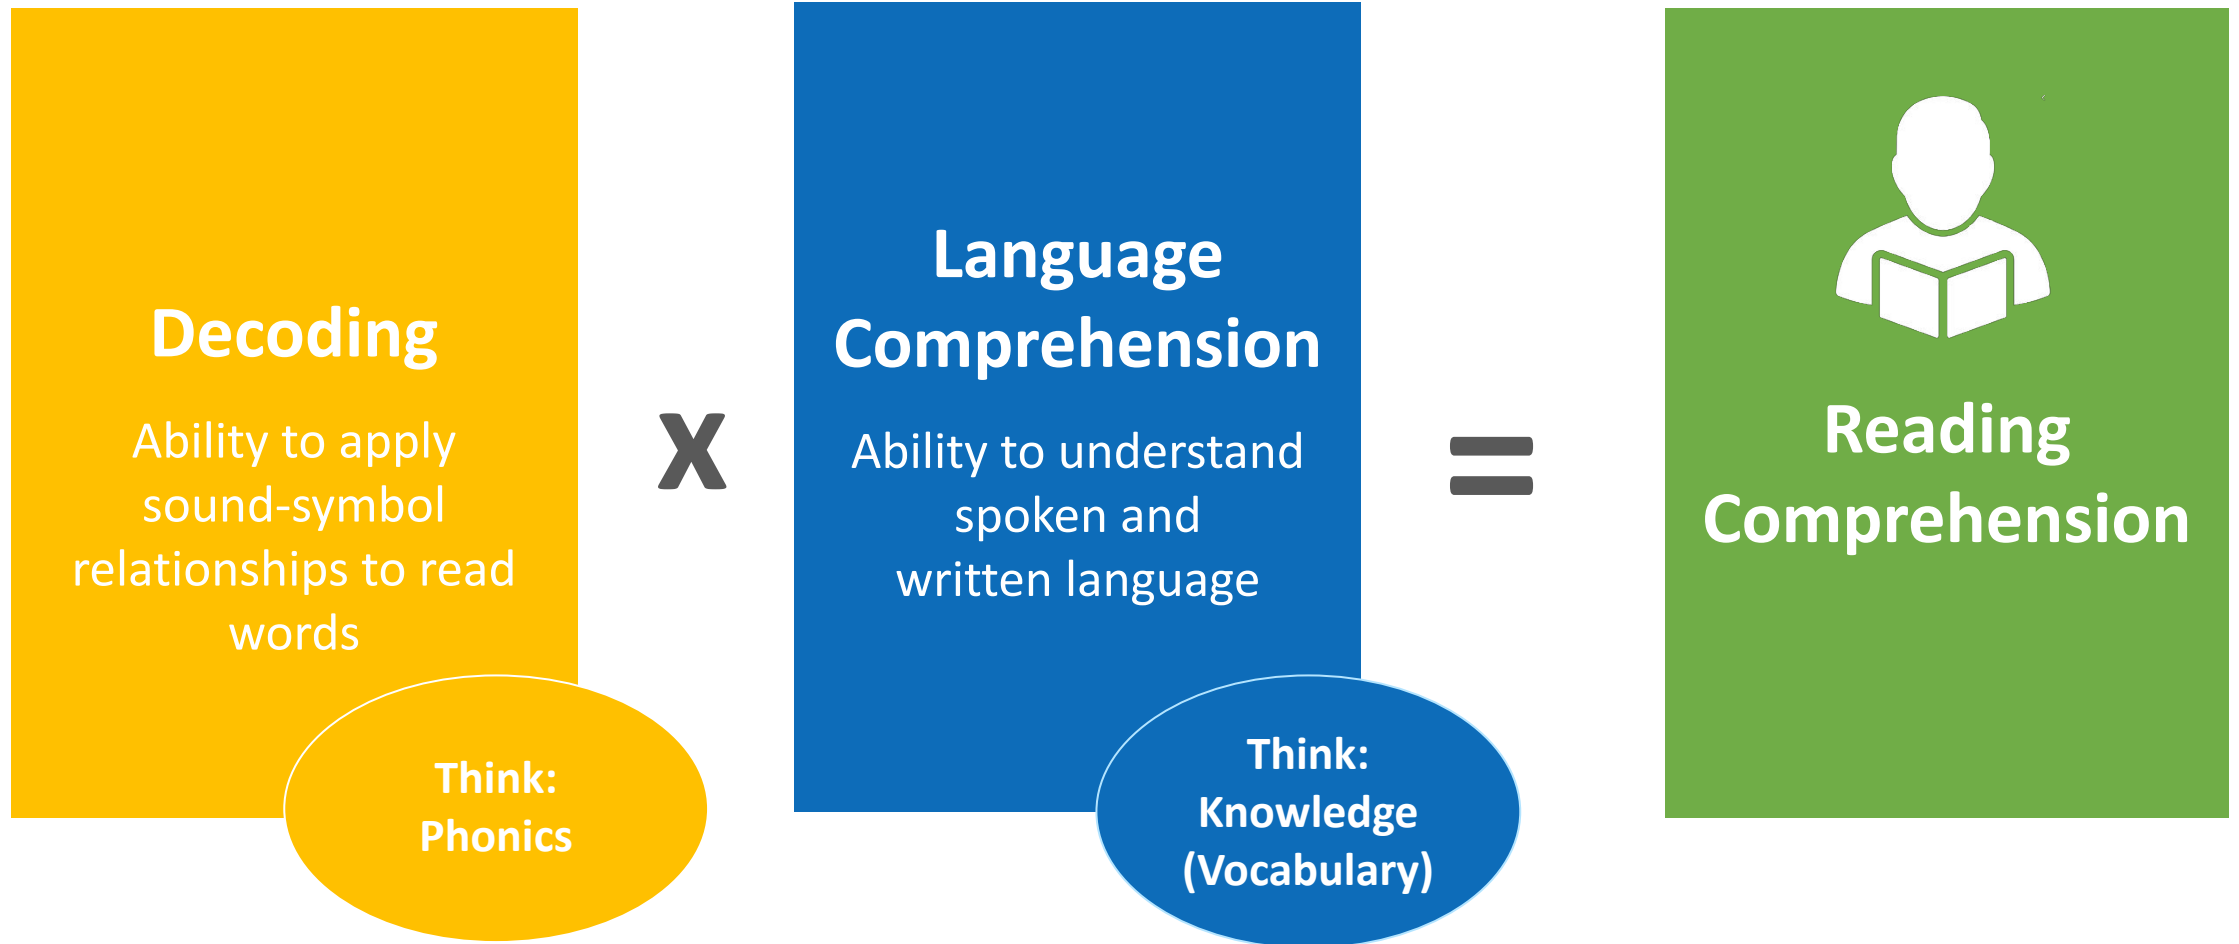 Decoding
Ability to apply
sound-symbol
relationships to read
words
Think:
Phonics
x
Language
Comprehension
Ability to understand
spoken and
written language
Think:
Knowledge
(Vocabulary)
=
Reading
Comprehension